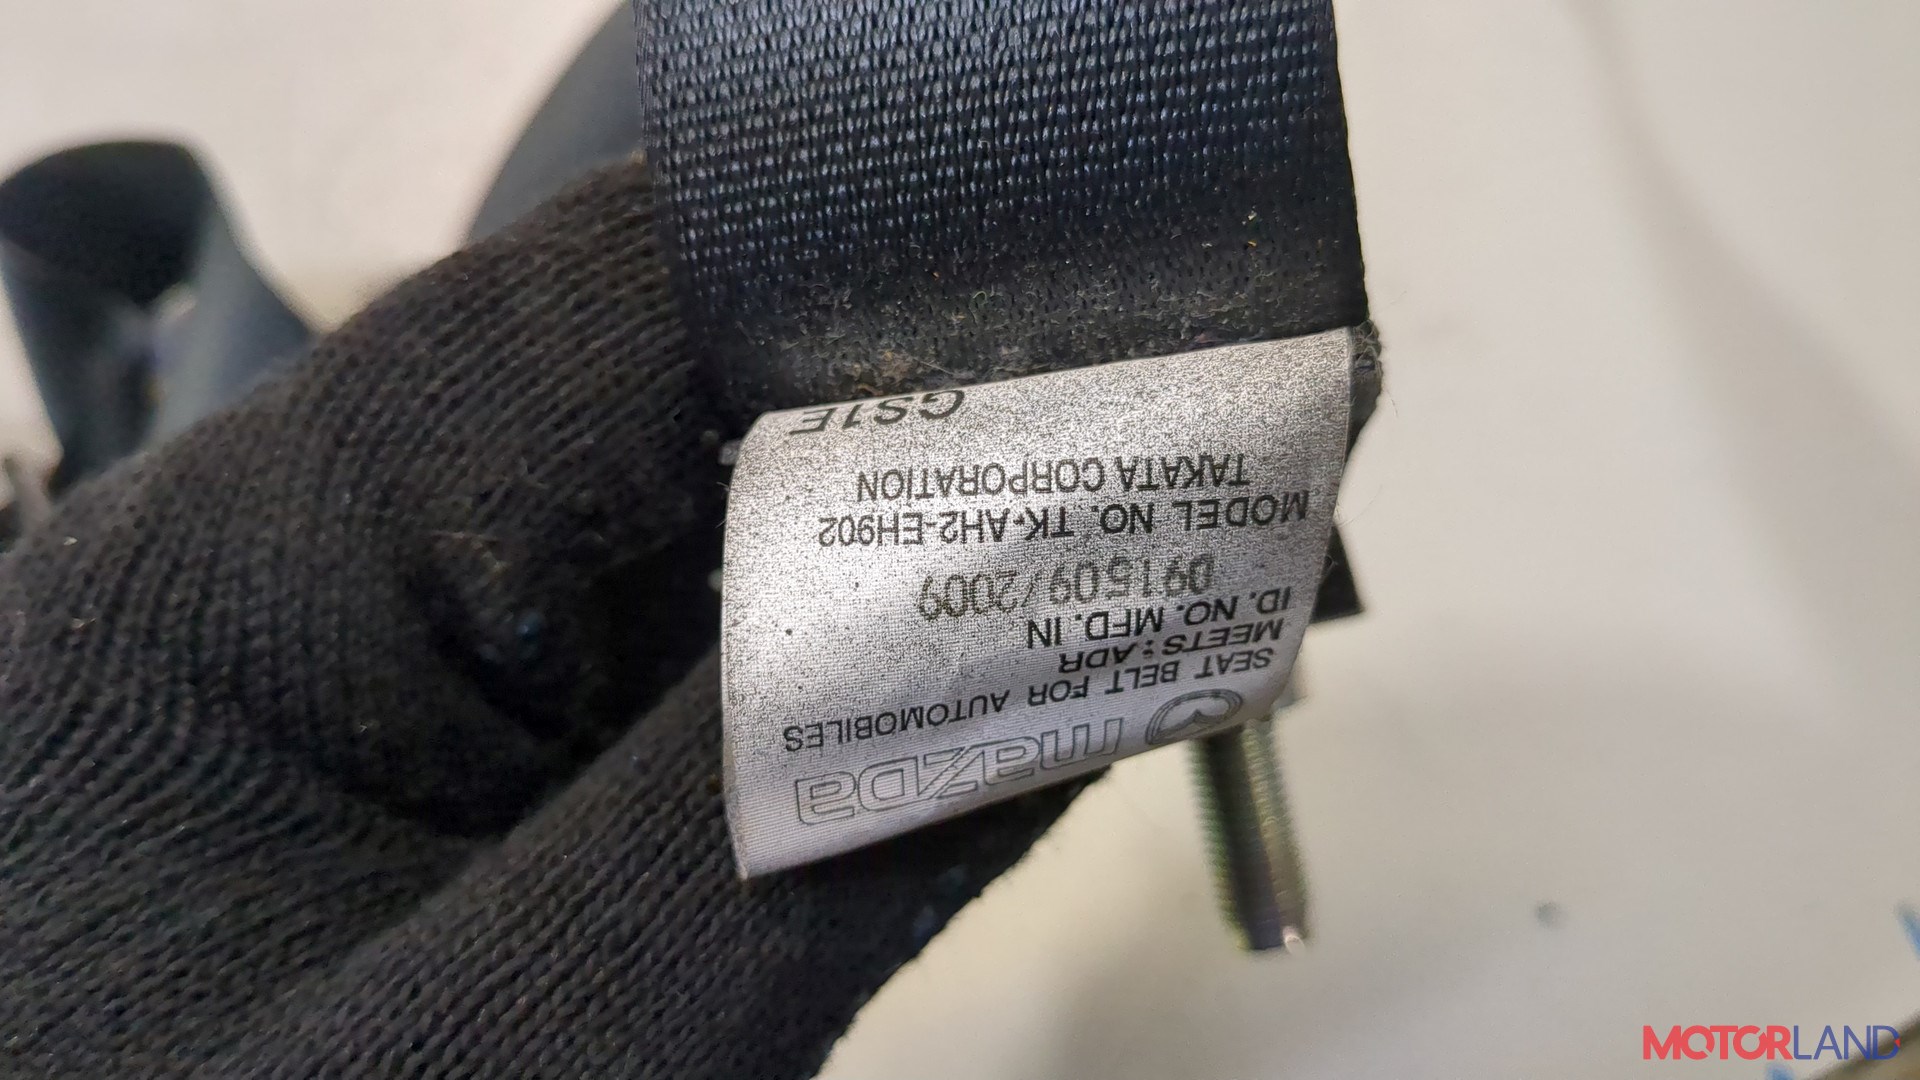 mazDa
SEAT BELT FOR AUTOMOBILES
MEETS: ADR
ID. NO. MFD. IN
091509/2009
MODEL NO. TK-AH2-EH902
TAKATA CORPORATION
GS1E
MOTORLAND